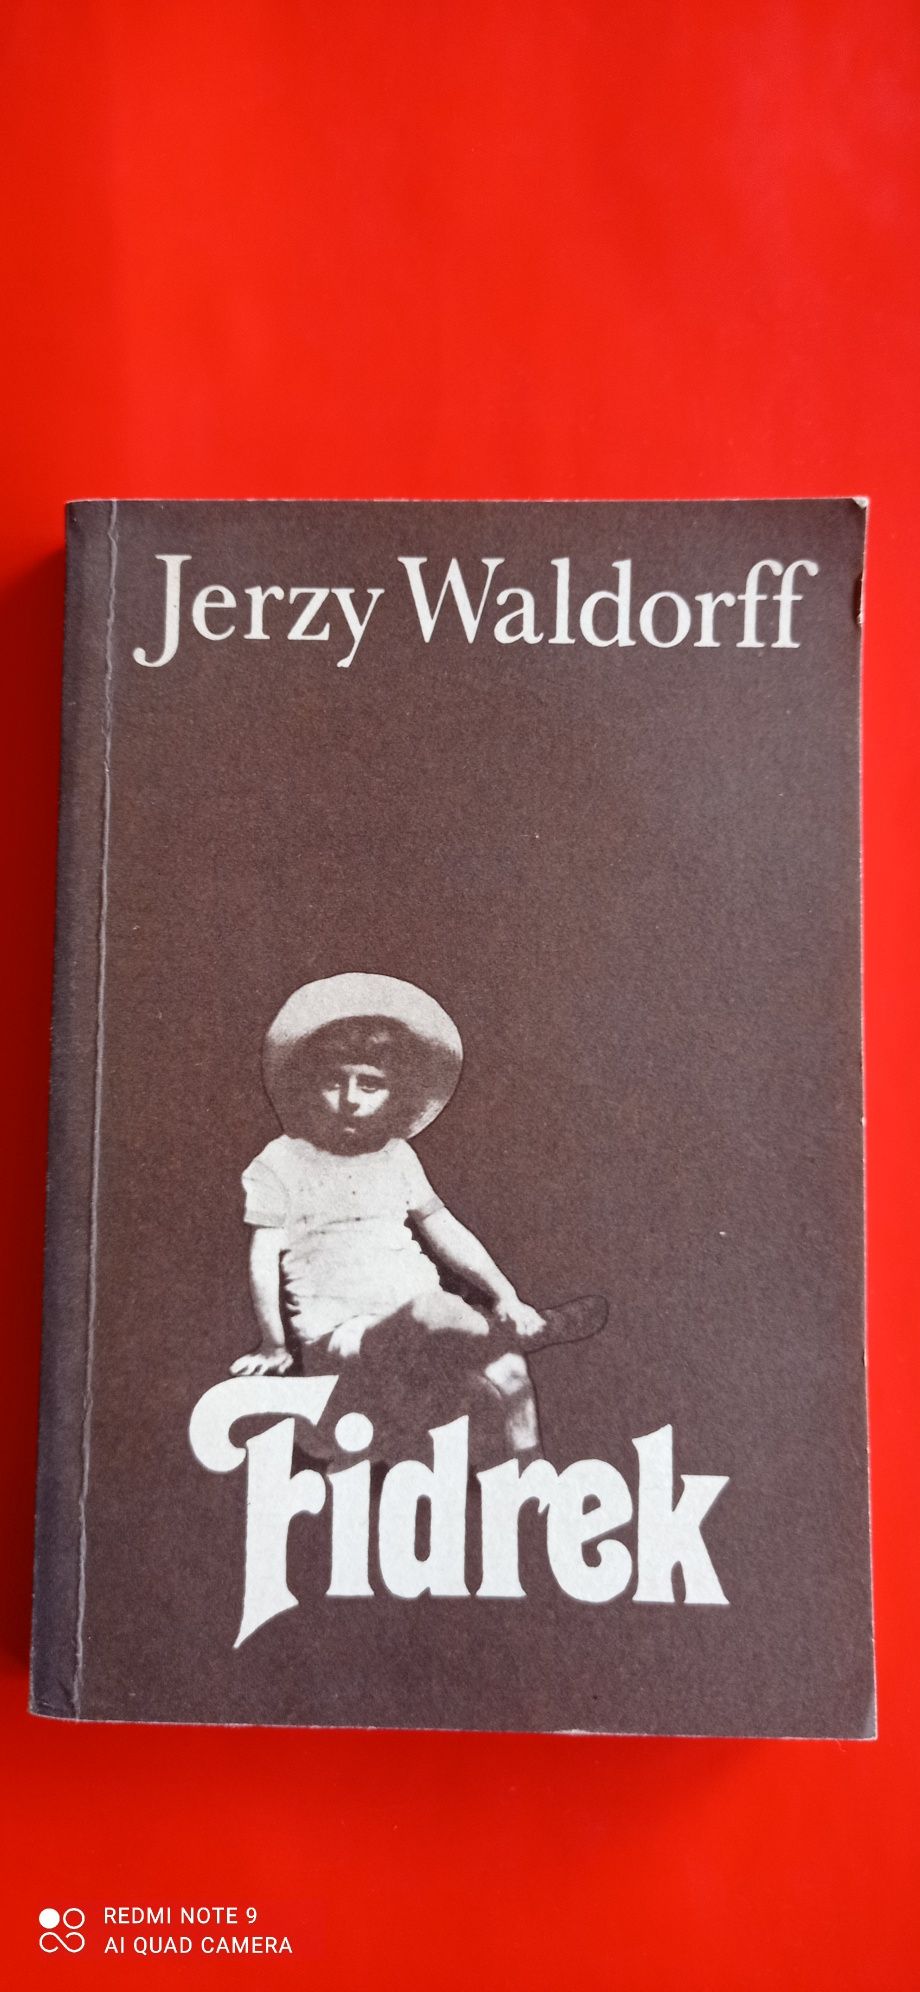 Jerzy Waldorff
Fidrek
REDMI NOTE 9
AI QUAD CAMERA